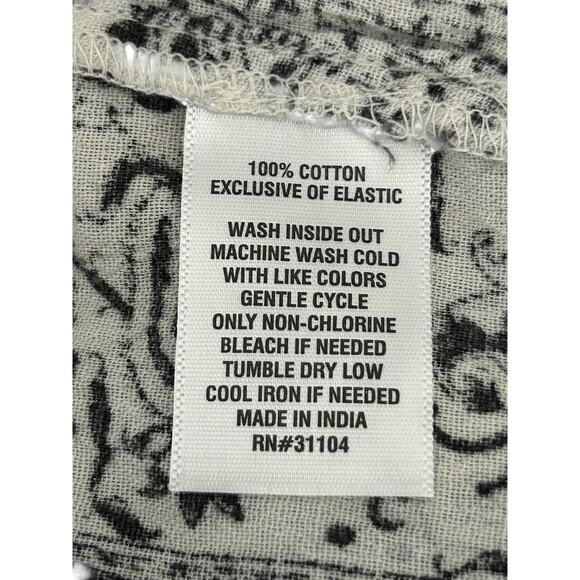 100% COTTON
EXCLUSIVE OF ELASTIC
WASH INSIDE OUT
MACHINE WASH COLD
WITH LIKE COLORS
GENTLE CYCLE
ONLY NON-CHLORINE
BLEACH IF NEEDED
TUMBLE DRY LOW
COOL IRON IF NEEDED
MADE IN INDIA
RN#31104